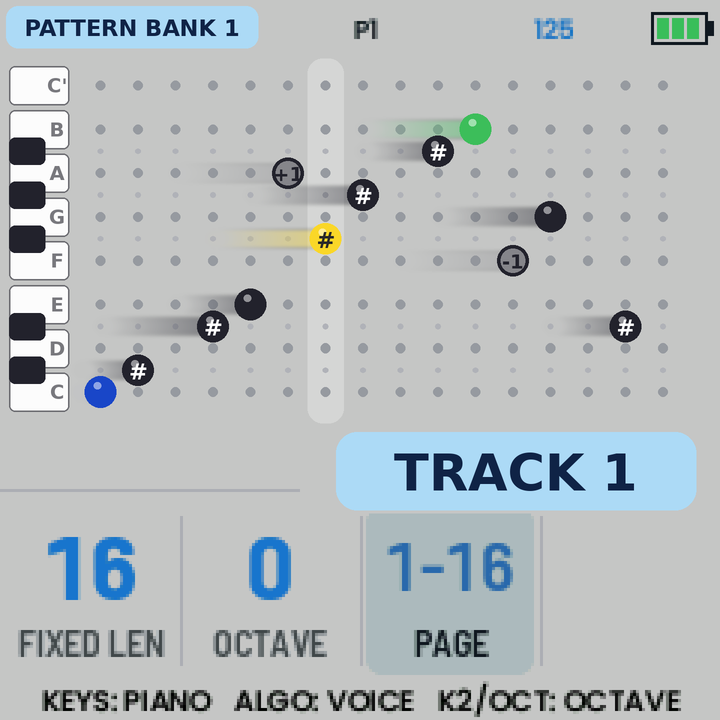 PATTERN BANK 1 P1 125
C'
B
#
+1 A
#
G
#
F -1
E
# #
D
#
C
TRACK 1
16 0 1-16
FIXED LEN OCTAVE PAGE
KEYS: PIANO ALGO: VOICE K2/OCT: OCTAVE